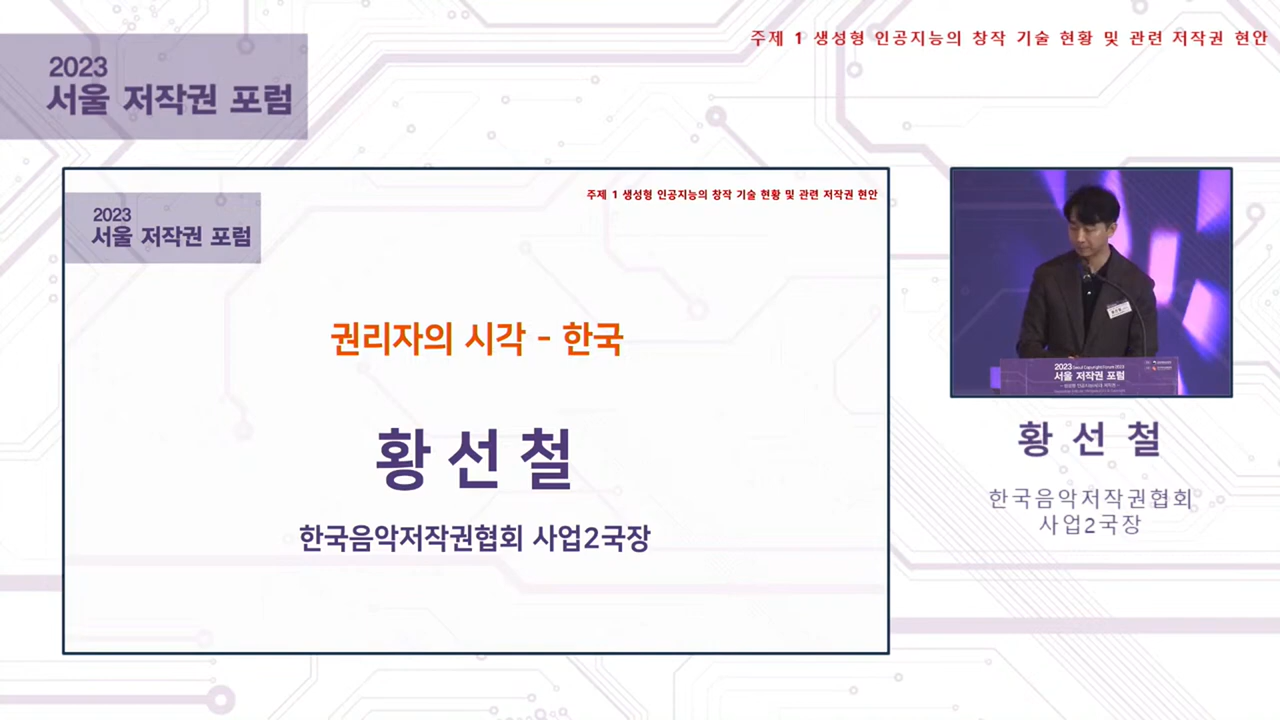 주제 1 생성형 인공지능의 창작 기술 현황 및 관련 저작권 현안
2023
서울 저작권 포럼
주제 1 생성형 인공지능의 창작 기술 현황 및 관련 저작권 현안
2023
서울 저작권 포럼
권리자의 시각 - 한국
황선철
한국음악저작권협회 사업2국장
2023 Seoul Copyright Forum 2023
서울 저작권 포럼
황 선 철
한국음악저작권협회
사업2국장